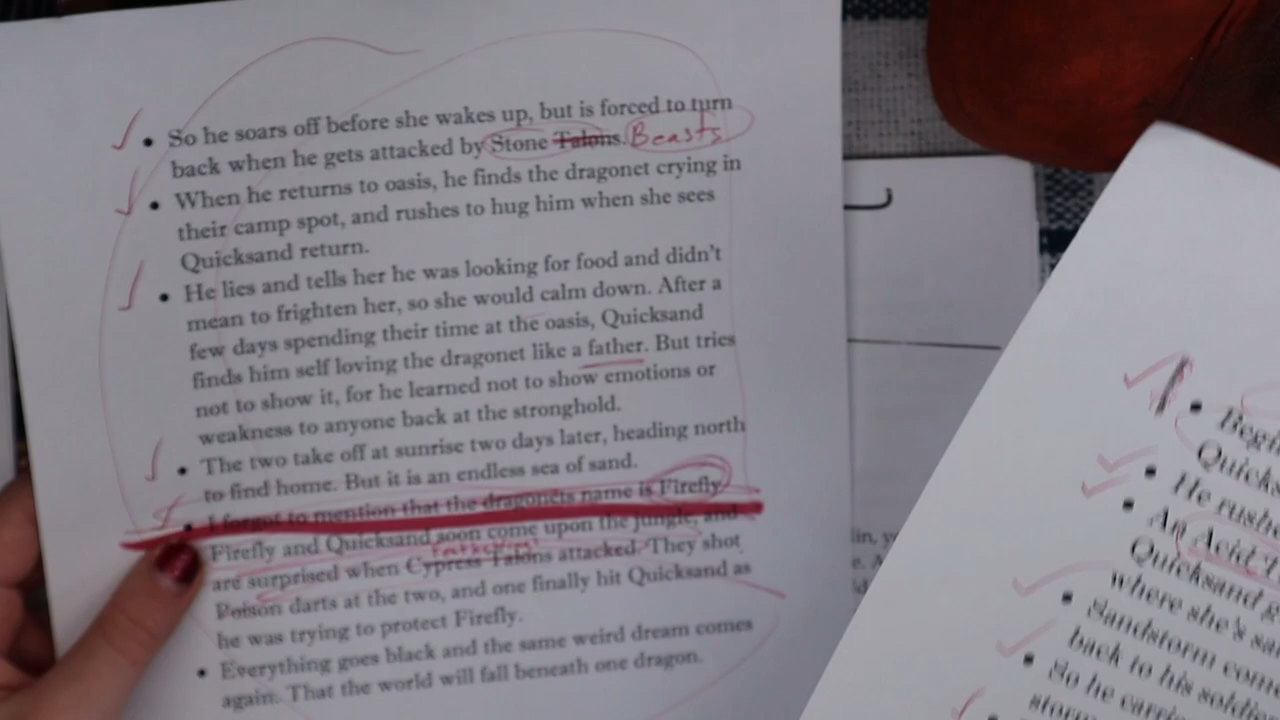 So he soars off before she wakes up, but is forced to turn
back when he gets attacked by Stone Talons. Beasts
When he returns to oasis, he finds the dragonet crying in
their camp spot, and rushes to hug him when she sees
Quicksand return.
He lies and tells her he was looking for food and didn't
mean to frighten her, so she would calm down. After a
few days spending their time at the oasis, Quicksand
finds him self loving the dragonet like a father. But tries
not to show it, for he learned not to show emotions or
weakness to anyone back at the stronghold.
The two take off at sunrise two days later, heading north
to find home. But it is an endless sea of sand.
I forgot to mention that the dragonets name is Firefly
Firefly and Quicksand soon come upon the jungle, and
are surprised when Cypress Talons attacked. They shot
Poison darts at the two, and one finally hit Quicksand as
he was trying to protect Firefly.
Everything goes black and the same weird dream comes
again. That the world will fall beneath one dragon.
Quicks
He rushe
An Acid
Quicksand g
where she's sa
Sandstorm come
back to his soldie
So he carri
storm